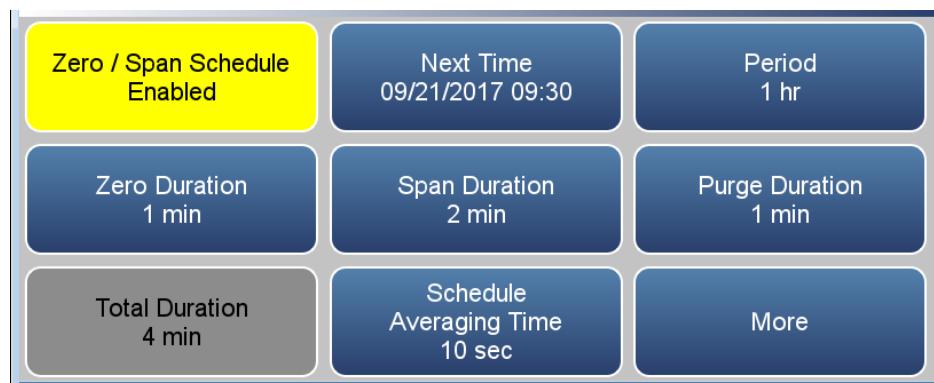 Zero / Span Schedule
Enabled
Next Time
09/21/2017 09:30
Period
1 hr
Zero Duration
1 min
Span Duration
2 min
Purge Duration
1 min
Total Duration
4 min
Schedule
Averaging Time
10 sec
More